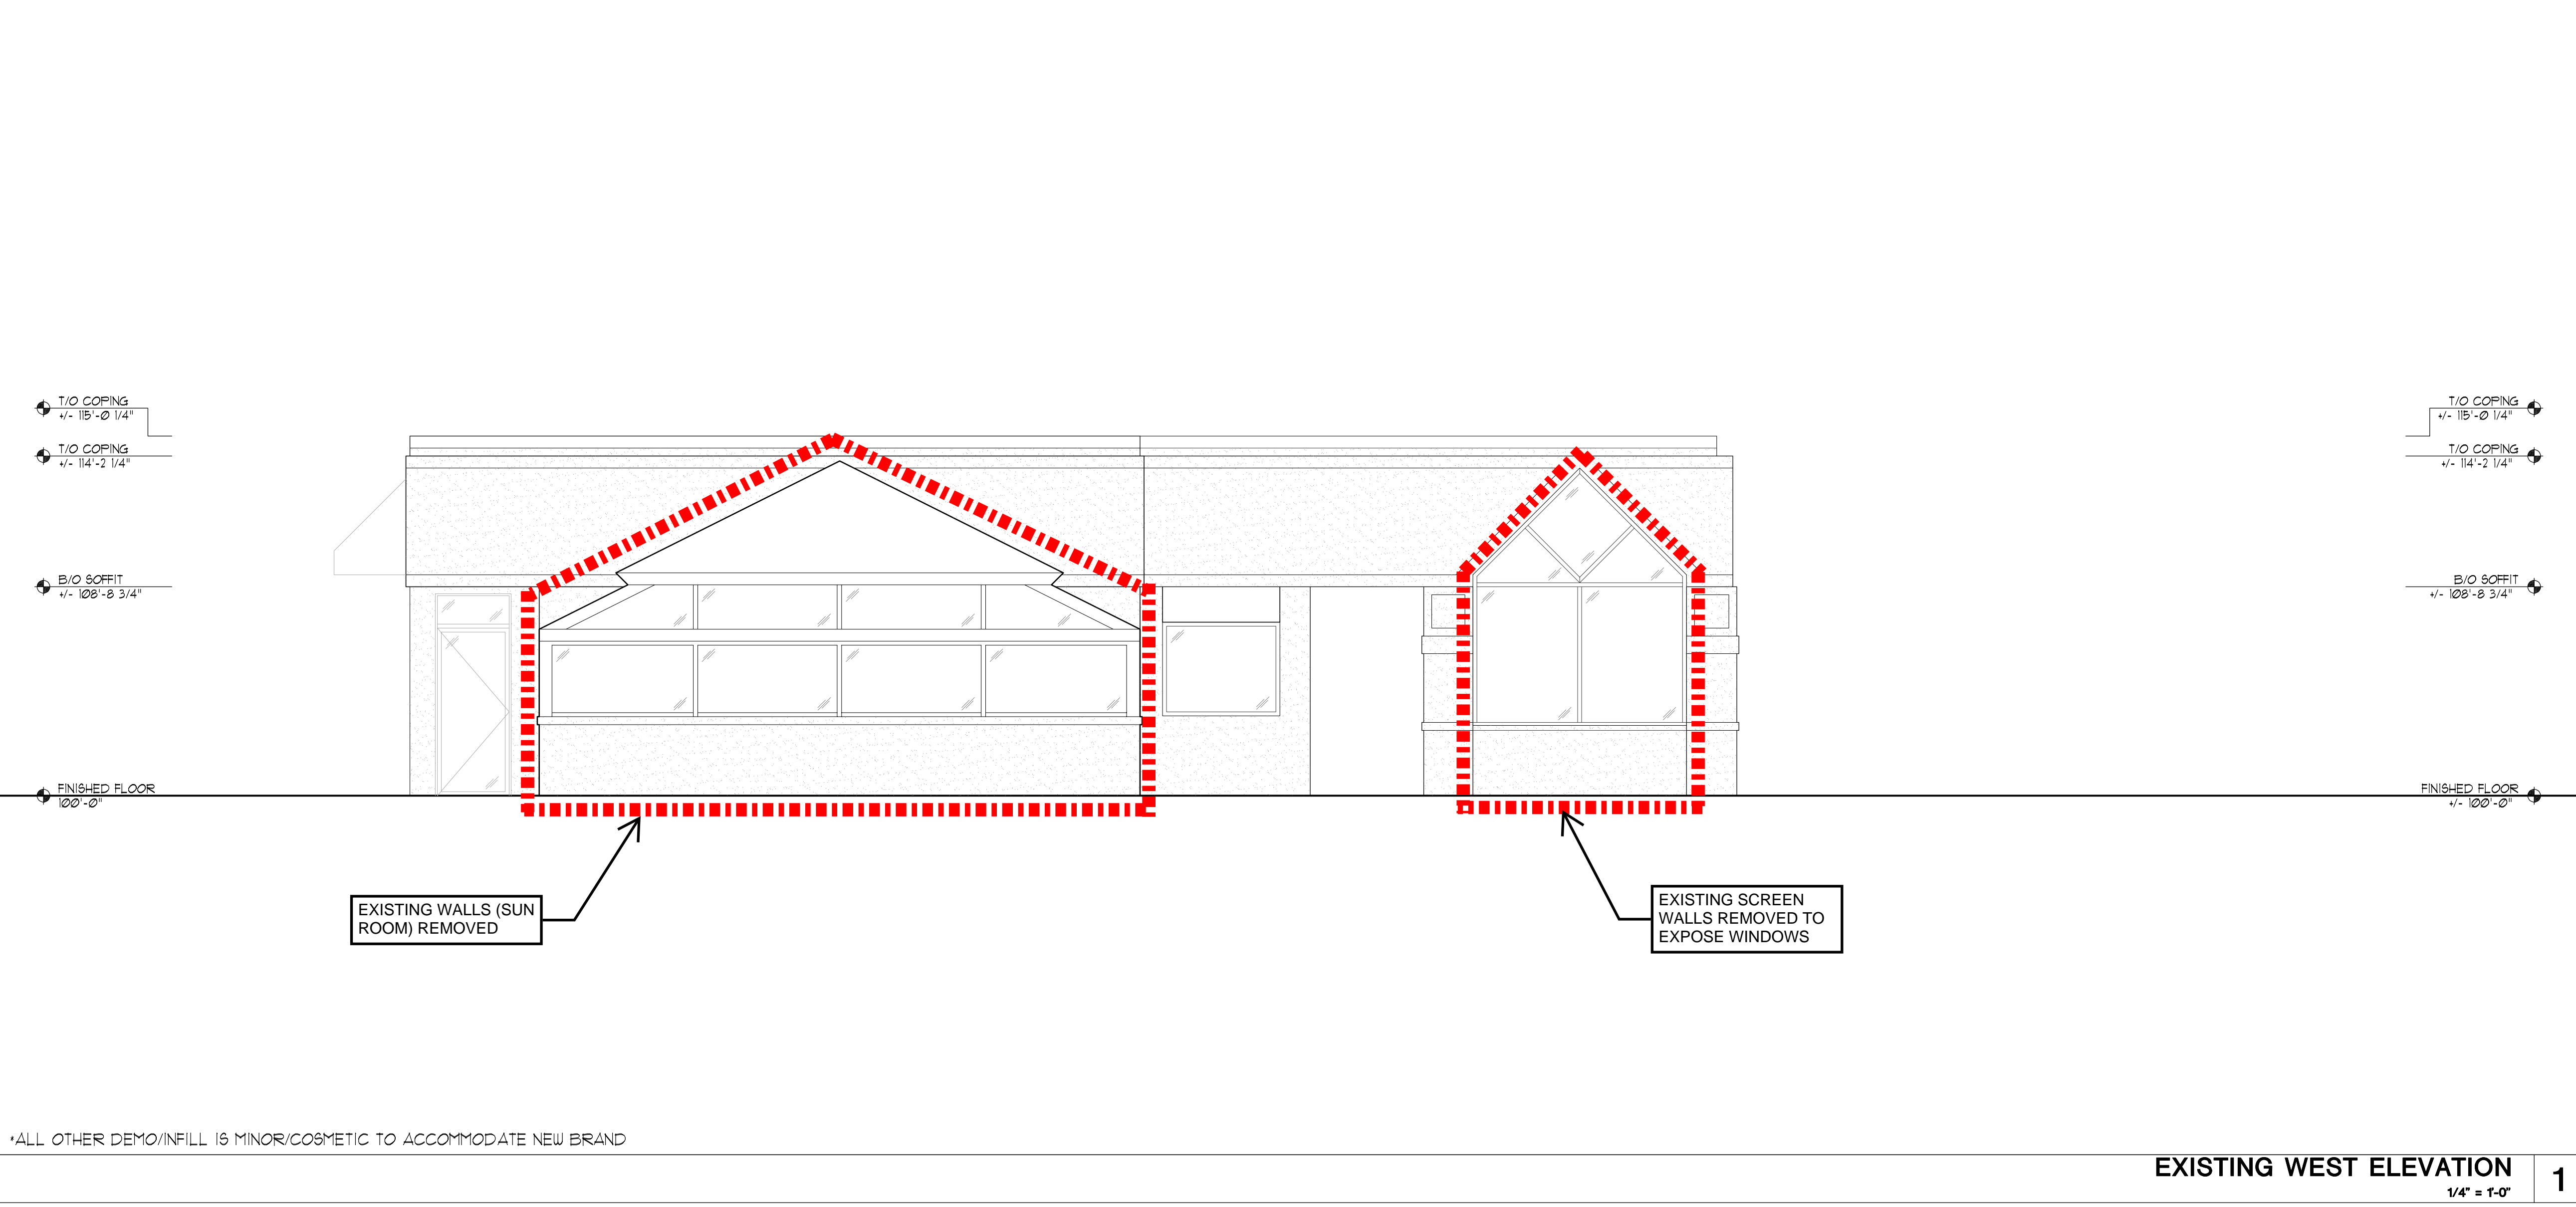 T/O COPING
+/- 115'-0 1/4"
T/O COPING
+/- 114'-2 1/4"
B/O SOFFIT
+/- 108'-8 3/4"
FINISHED FLOOR
100'-0"
T/O COPING
+/- 115'-0 1/4"
T/O COPING
+/- 114'-2 1/4"
B/O SOFFIT
+/- 108'-8 3/4"
FINISHED FLOOR
+/- 100'-0"
EXISTING WALLS (SUN
ROOM) REMOVED
EXISTING SCREEN
WALLS REMOVED TO
EXPOSE WINDOWS
*ALL OTHER DEMO/INFILL IS MINOR/COSMETIC TO ACCOMMODATE NEW BRAND
EXISTING WEST ELEVATION
1/4" = 1'-0"
1